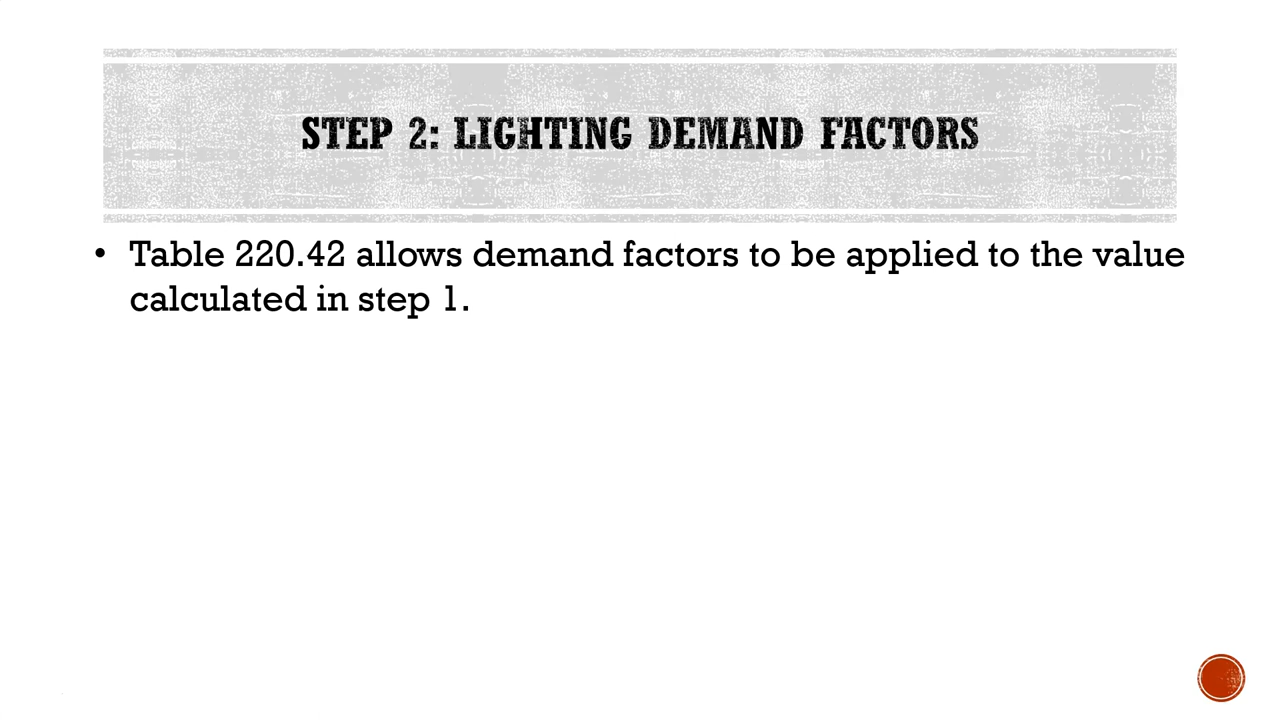 STEP 2: LIGHTING DEMAND FACTORS
• Table 220.42 allows demand factors to be applied to the value
calculated in step 1.